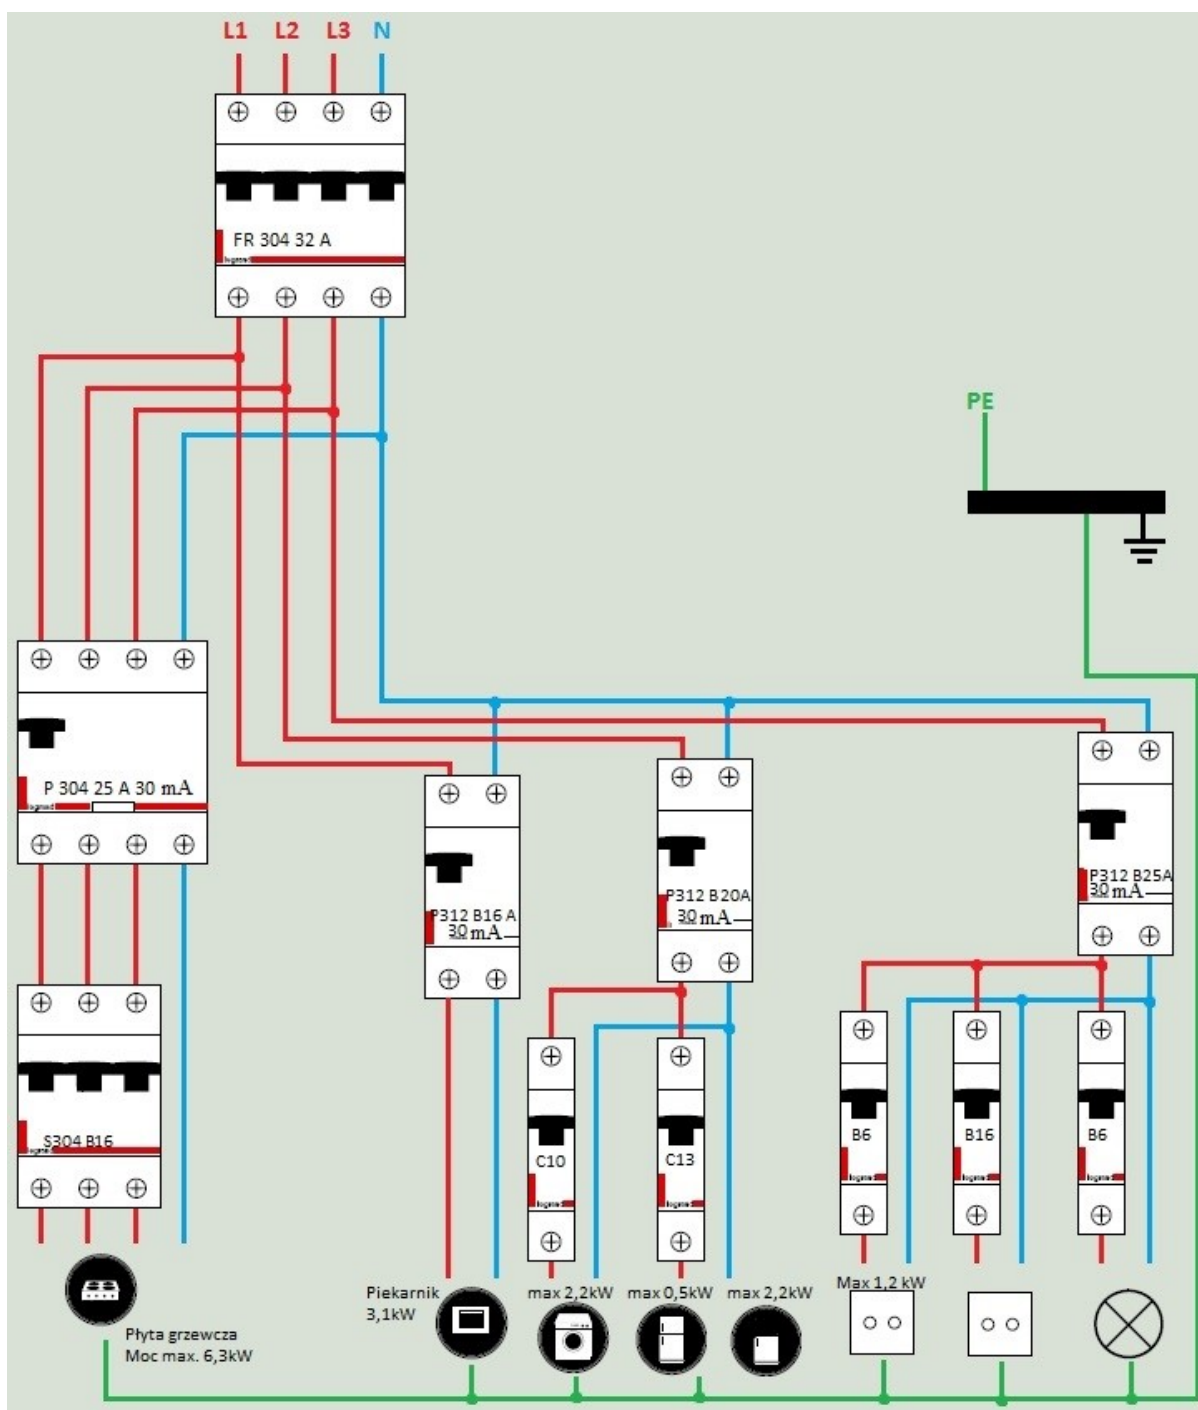 L1 L2 L3 N
FR 304 32 A
PE
P 304 25 A 30 mA
P312 B16 A
30 mA
P312 B20A
30 mA
P312 B25A
30 mA
S304 B16
C10
C13
B6
B16
B6
Płyta grzewcza
Moc max. 6,3kW
Piekarnik
3,1kW
max 2,2kW
max 0,5kW
max 2,2kW
Max 1,2 kW